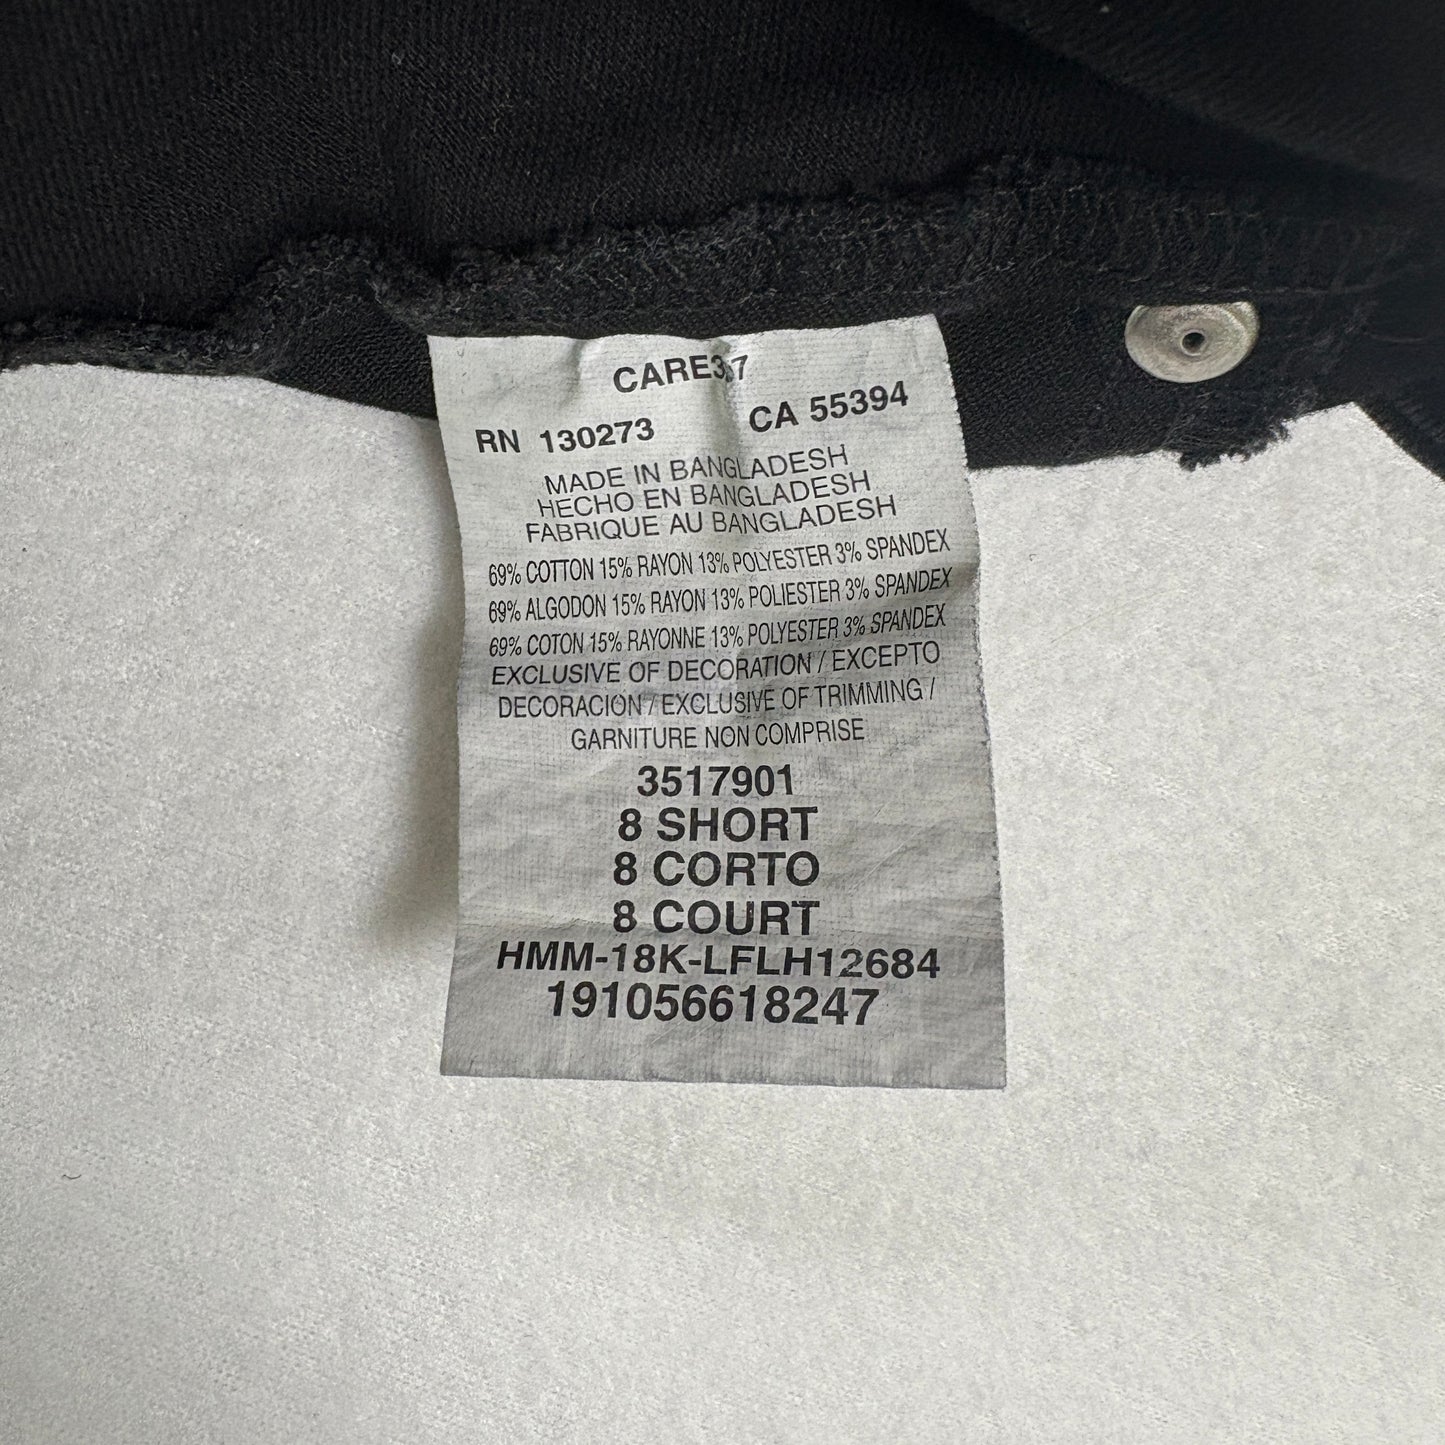 RN 130273 CA 55394
MADE IN BANGLADESH
HECHO EN BANGLADESH
FABRIQUE AU BANGLADESH
69% COTTON 15% RAYON 13% POLYESTER 3% SPANDEX
69% ALGODON 15% RAYON 13% POLIESTER 3% SPANDEX
69% COTON 15% RAYONNE 13% POLYESTER 3% SPANDEX
EXCLUSIVE OF DECORATION / EXCEPTO
DECORACION / EXCLUSIVE OF TRIMMING /
GARNITURE NON COMPRISE
3517901
8 SHORT
8 CORTO
8 COURT
HMM-18K-LFLH12684
191056618247